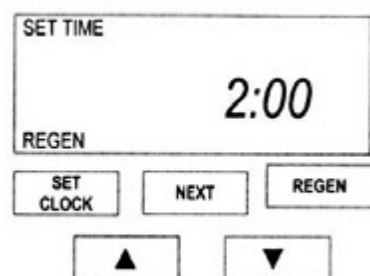 SET TIME
2:00
REGEN
SET
CLOCK
NEXT
REGEN
▲
▼